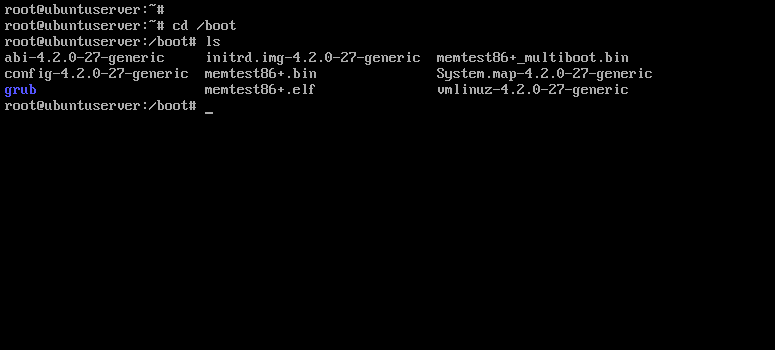 root@ubuntuserver:~#
root@ubuntuserver:~# cd /boot
root@ubuntuserver:/boot# ls
abi-4.2.0-27-generic     initrd.img-4.2.0-27-generic  memtest86+_multiboot.bin
config-4.2.0-27-generic  memtest86+.bin               System.map-4.2.0-27-generic
grub                     memtest86+.elf               vmlinuz-4.2.0-27-generic
root@ubuntuserver:/boot# _